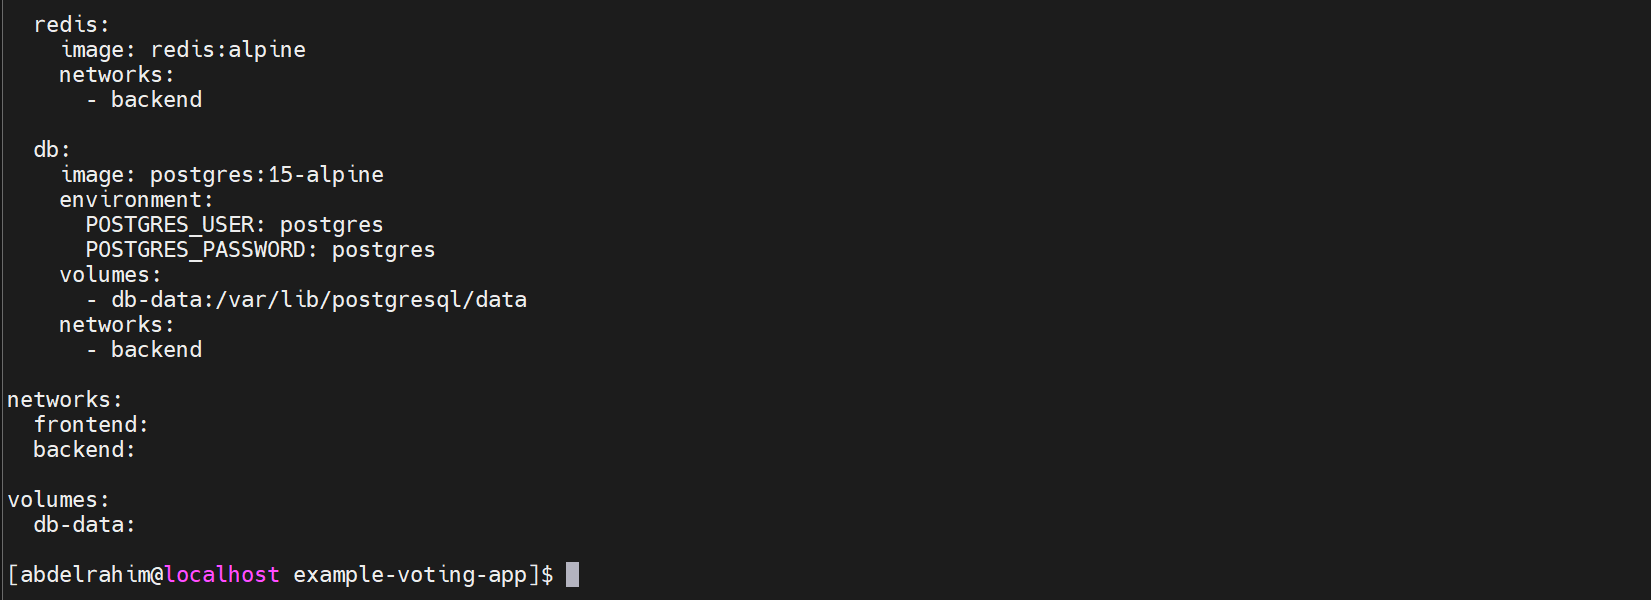 redis:
    image: redis:alpine
    networks:
      - backend

  db:
    image: postgres:15-alpine
    environment:
      POSTGRES_USER: postgres
      POSTGRES_PASSWORD: postgres
    volumes:
      - db-data:/var/lib/postgresql/data
    networks:
      - backend

networks:
  frontend:
  backend:

volumes:
  db-data:

[abdelrahim@localhost example-voting-app]$